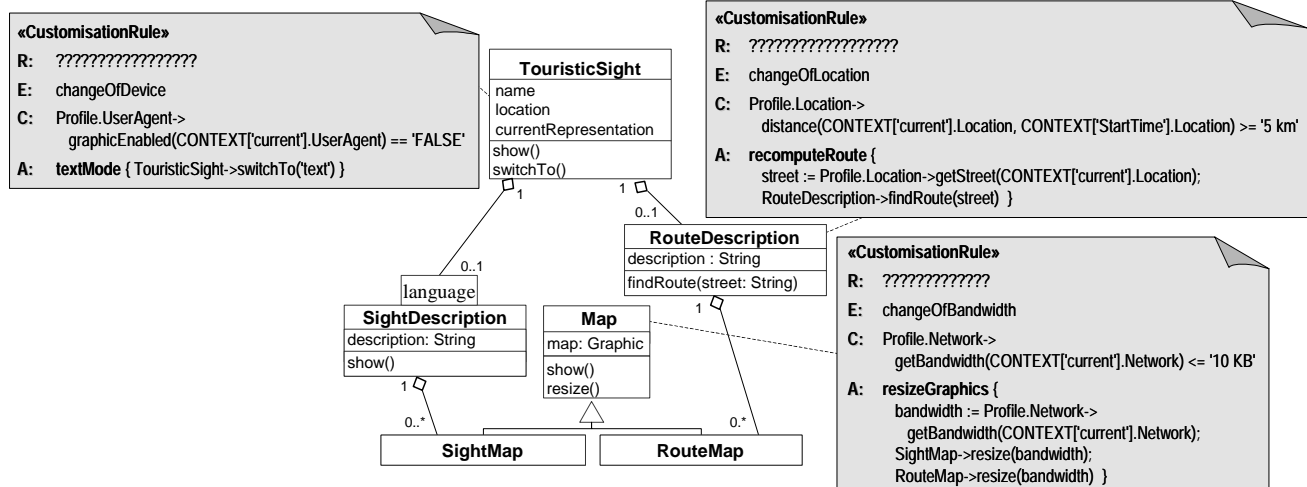 «CustomisationRule»
R: ?????????????????
E: changeOfDevice
C: Profile.UserAgent->
graphicEnabled(CONTEXT['current'].UserAgent) == 'FALSE'
A: textMode { TouristicSight->switchTo('text') }
TouristicSight
name
location
currentRepresentation
show()
switchTo()
1
1
0..1
0..1
«CustomisationRule»
R: ??????????????????
E: changeOfLocation
C: Profile.Location->
distance(CONTEXT['current'].Location, CONTEXT['StartTime'].Location) >= '5 km'
A: recomputeRoute {
street := Profile.Location->getStreet(CONTEXT['current'].Location);
RouteDescription->findRoute(street) }
RouteDescription
description : String
findRoute(street: String)
1
language
SightDescription
description: String
show()
1
0..*
Map
map: Graphic
show()
resize()
0.*
SightMap
RouteMap
«CustomisationRule»
R: ?????????????
E: changeOfBandwidth
C: Profile.Network->
getBandwidth(CONTEXT['current'].Network) <= '10 KB'
A: resizeGraphics {
bandwidth := Profile.Network->
getBandwidth(CONTEXT['current'].Network);
SightMap->resize(bandwidth);
RouteMap->resize(bandwidth) }